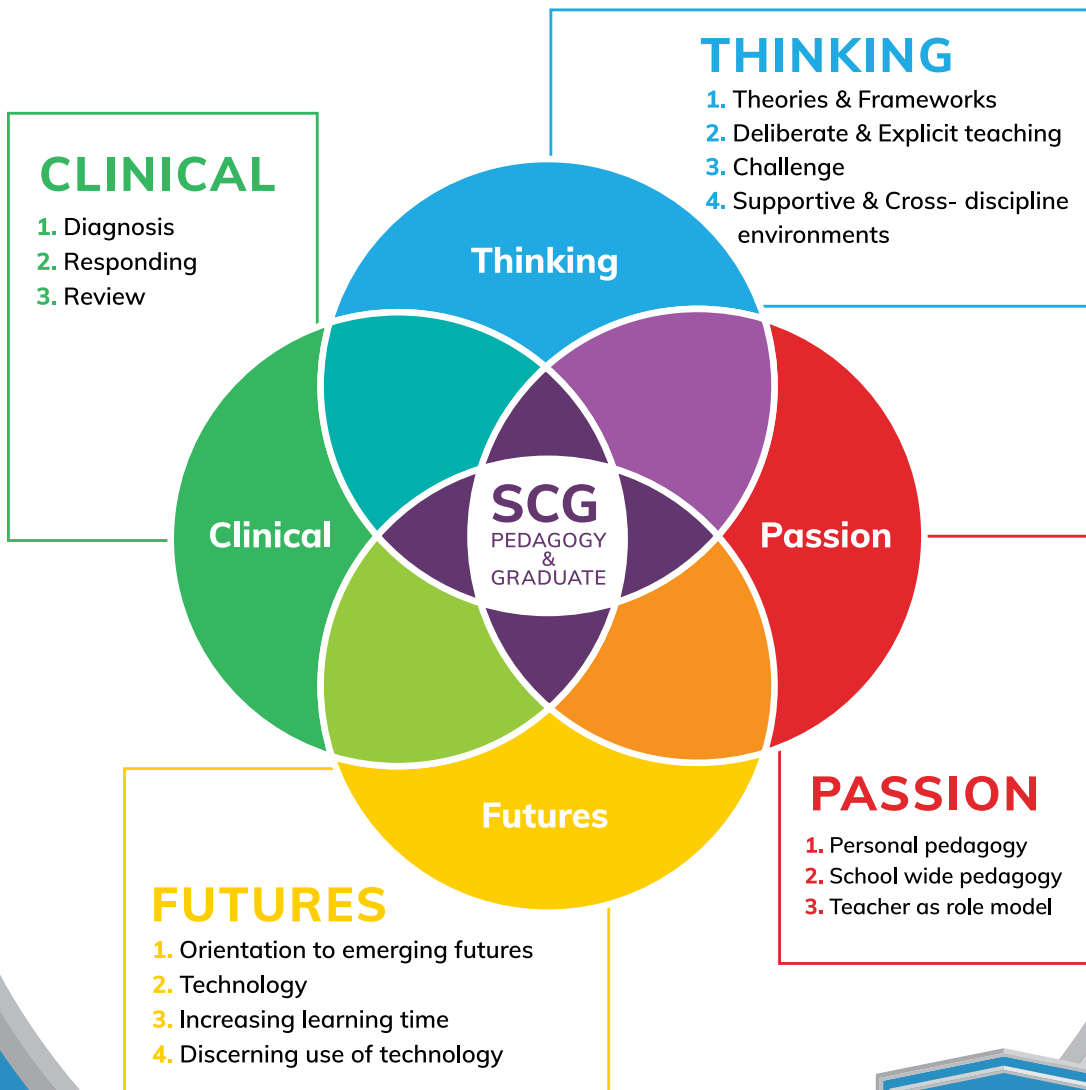 THINKING
1. Theories & Frameworks
2. Deliberate & Explicit teaching
3. Challenge
4. Supportive & Cross- discipline
environments
CLINICAL
1. Diagnosis
2. Responding
3. Review
Thinking
Clinical
SCG
PEDAGOGY
&
GRADUATE
Passion
Futures
PASSION
1. Personal pedagogy
2. School wide pedagogy
3. Teacher as role model
FUTURES
1. Orientation to emerging futures
2. Technology
3. Increasing learning time
4. Discerning use of technology